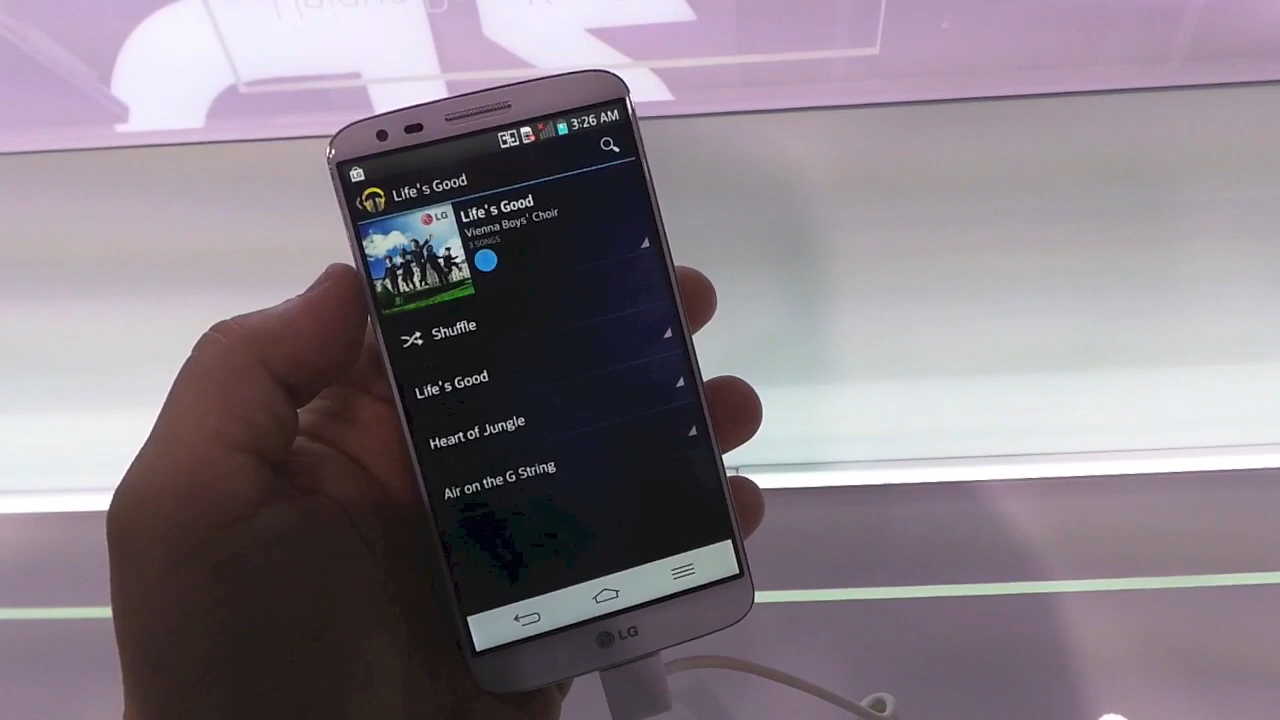 3:26 AM
LG
Life's Good
LG
Life's Good
Vienna Boys' Choir
3 SONGS
Shuffle
Life's Good
Heart of Jungle
Air on the G String
LG